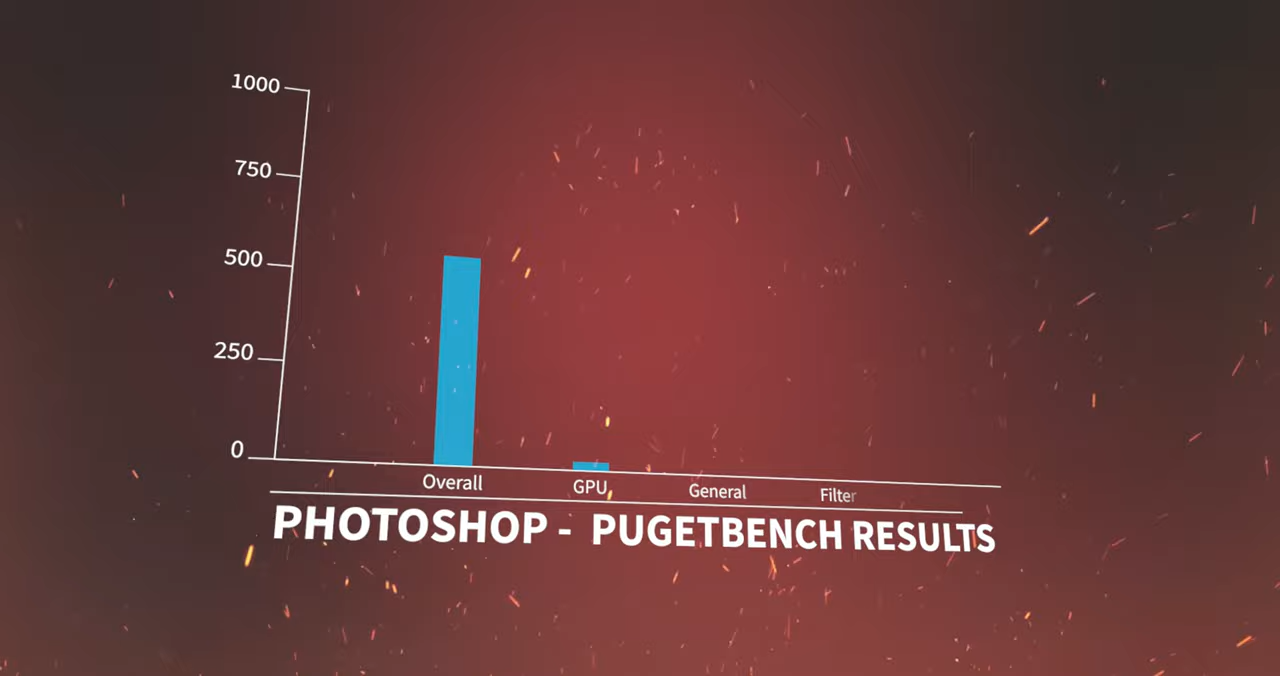 1000
750
500
250
0
Overall
GPU
General
Filter
PHOTOSHOP - PUGETBENCH RESULTS